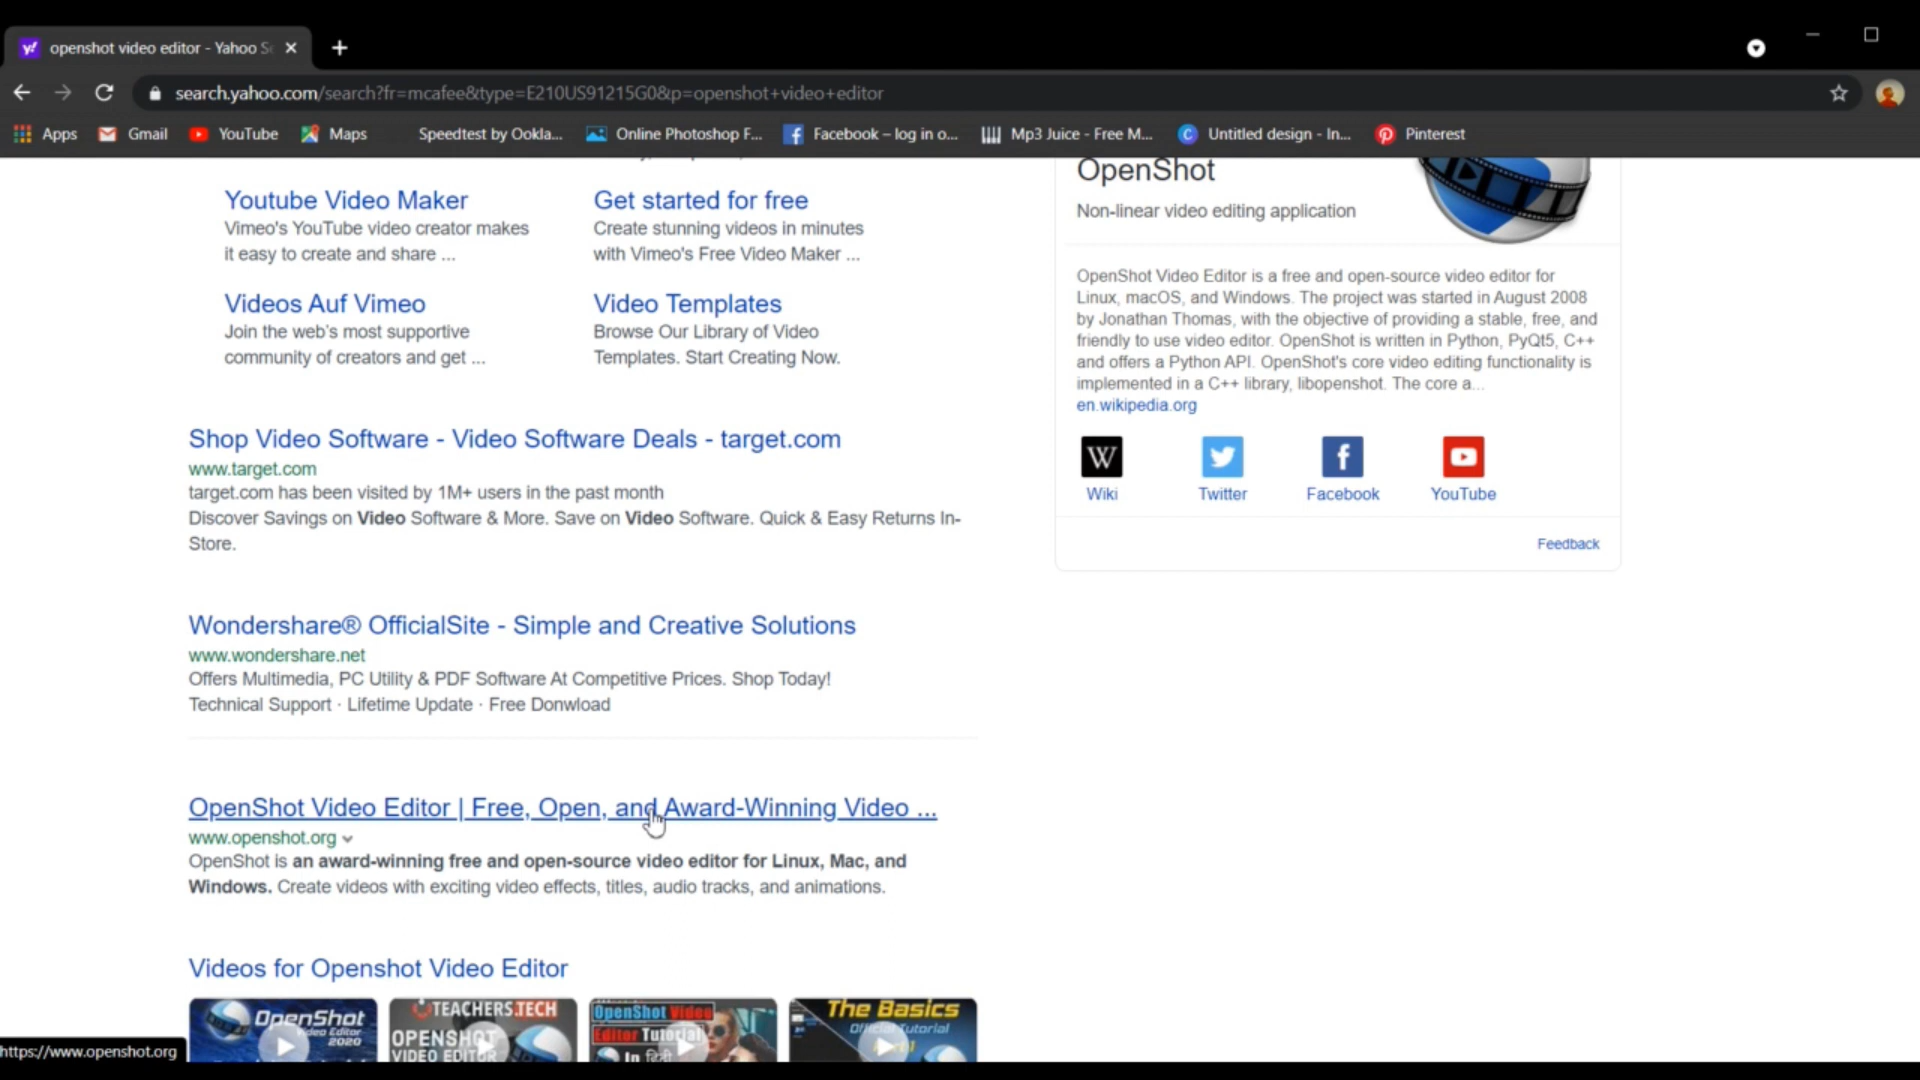 openshot video editor - Yahoo Se
search.yahoo.com/search?fr=mcafee&type=E210US91215G0&p=openshot+video+editor
Apps
Gmail
YouTube
Maps
Speedtest by Ookla...
Online Photoshop F...
Facebook – log in o...
Mp3 Juice - Free M...
Untitled design - In...
Pinterest
Youtube Video Maker
Vimeo's YouTube video creator makes
it easy to create and share ...
Get started for free
Create stunning videos in minutes
with Vimeo's Free Video Maker ...
Videos Auf Vimeo
Join the web's most supportive
community of creators and get ...
Video Templates
Browse Our Library of Video
Templates. Start Creating Now.
Shop Video Software - Video Software Deals - target.com
www.target.com
target.com has been visited by 1M+ users in the past month
Discover Savings on Video Software & More. Save on Video Software. Quick & Easy Returns In-
Store.
Wondershare® OfficialSite - Simple and Creative Solutions
www.wondershare.net
Offers Multimedia, PC Utility & PDF Software At Competitive Prices. Shop Today!
Technical Support · Lifetime Update · Free Donwload
OpenShot Video Editor | Free, Open, and Award-Winning Video ...
www.openshot.org
OpenShot is an award-winning free and open-source video editor for Linux, Mac, and
Windows. Create videos with exciting video effects, titles, audio tracks, and animations.
Videos for Openshot Video Editor
OpenShot
Video Editor
2020
TEACHERS.TECH
OPENSHOT
VIDEO EDITOR
OpenShot Video
Editor Tutorial
In हिंदी
The Basics
Official Tutorial
https://www.openshot.org
OpenShot
Non-linear video editing application
OpenShot Video Editor is a free and open-source video editor for
Linux, macOS, and Windows. The project was started in August 2008
by Jonathan Thomas, with the objective of providing a stable, free, and
friendly to use video editor. OpenShot is written in Python, PyQt5, C++
and offers a Python API. OpenShot's core video editing functionality is
implemented in a C++ library, libopenshot. The core a...
en.wikipedia.org
Wiki
Twitter
Facebook
YouTube
Feedback